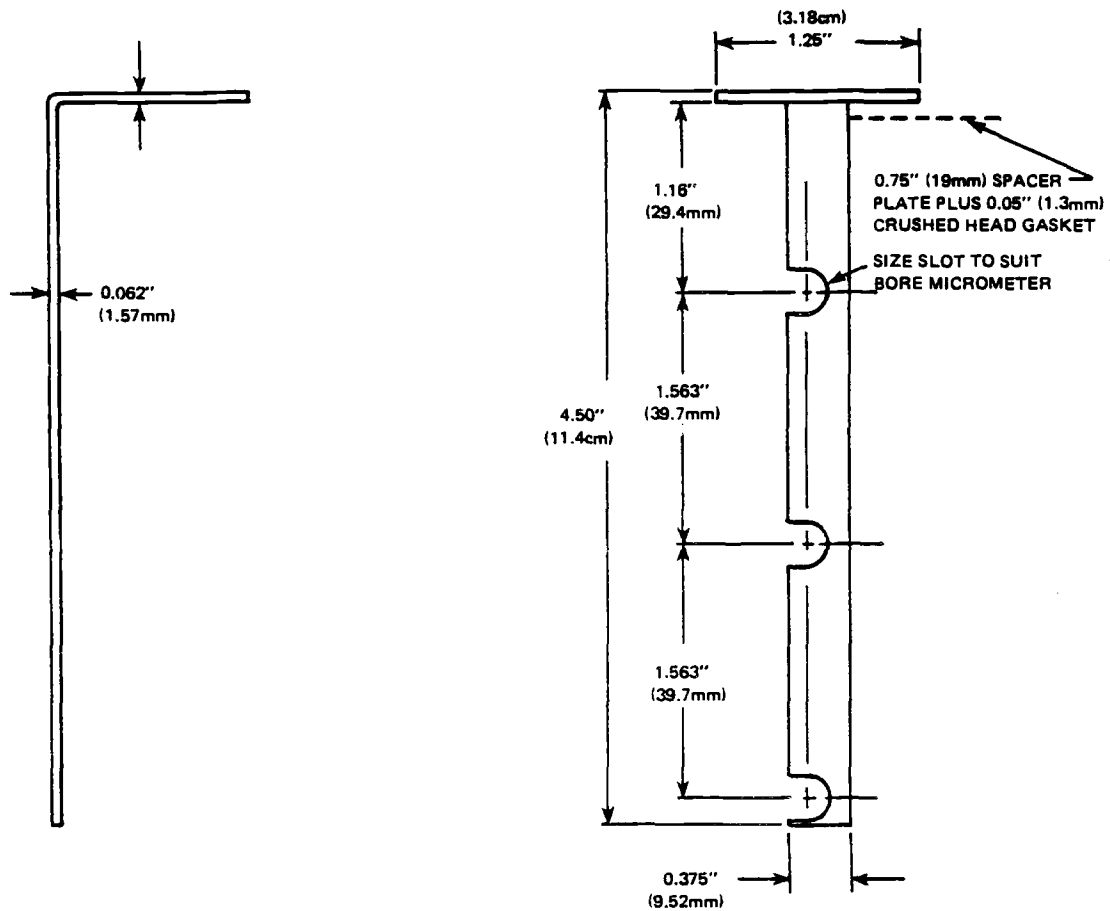 (3.18cm)
1.25"
0.75" (19mm) SPACER
PLATE PLUS 0.05" (1.3mm)
CRUSHED HEAD GASKET
1.16"
(29.4mm)
SIZE SLOT TO SUIT
BORE MICROMETER
0.062"
(1.57mm)
1.563"
(39.7mm)
4.50"
(11.4cm)
1.563"
(39.7mm)
0.375"
(9.52mm)